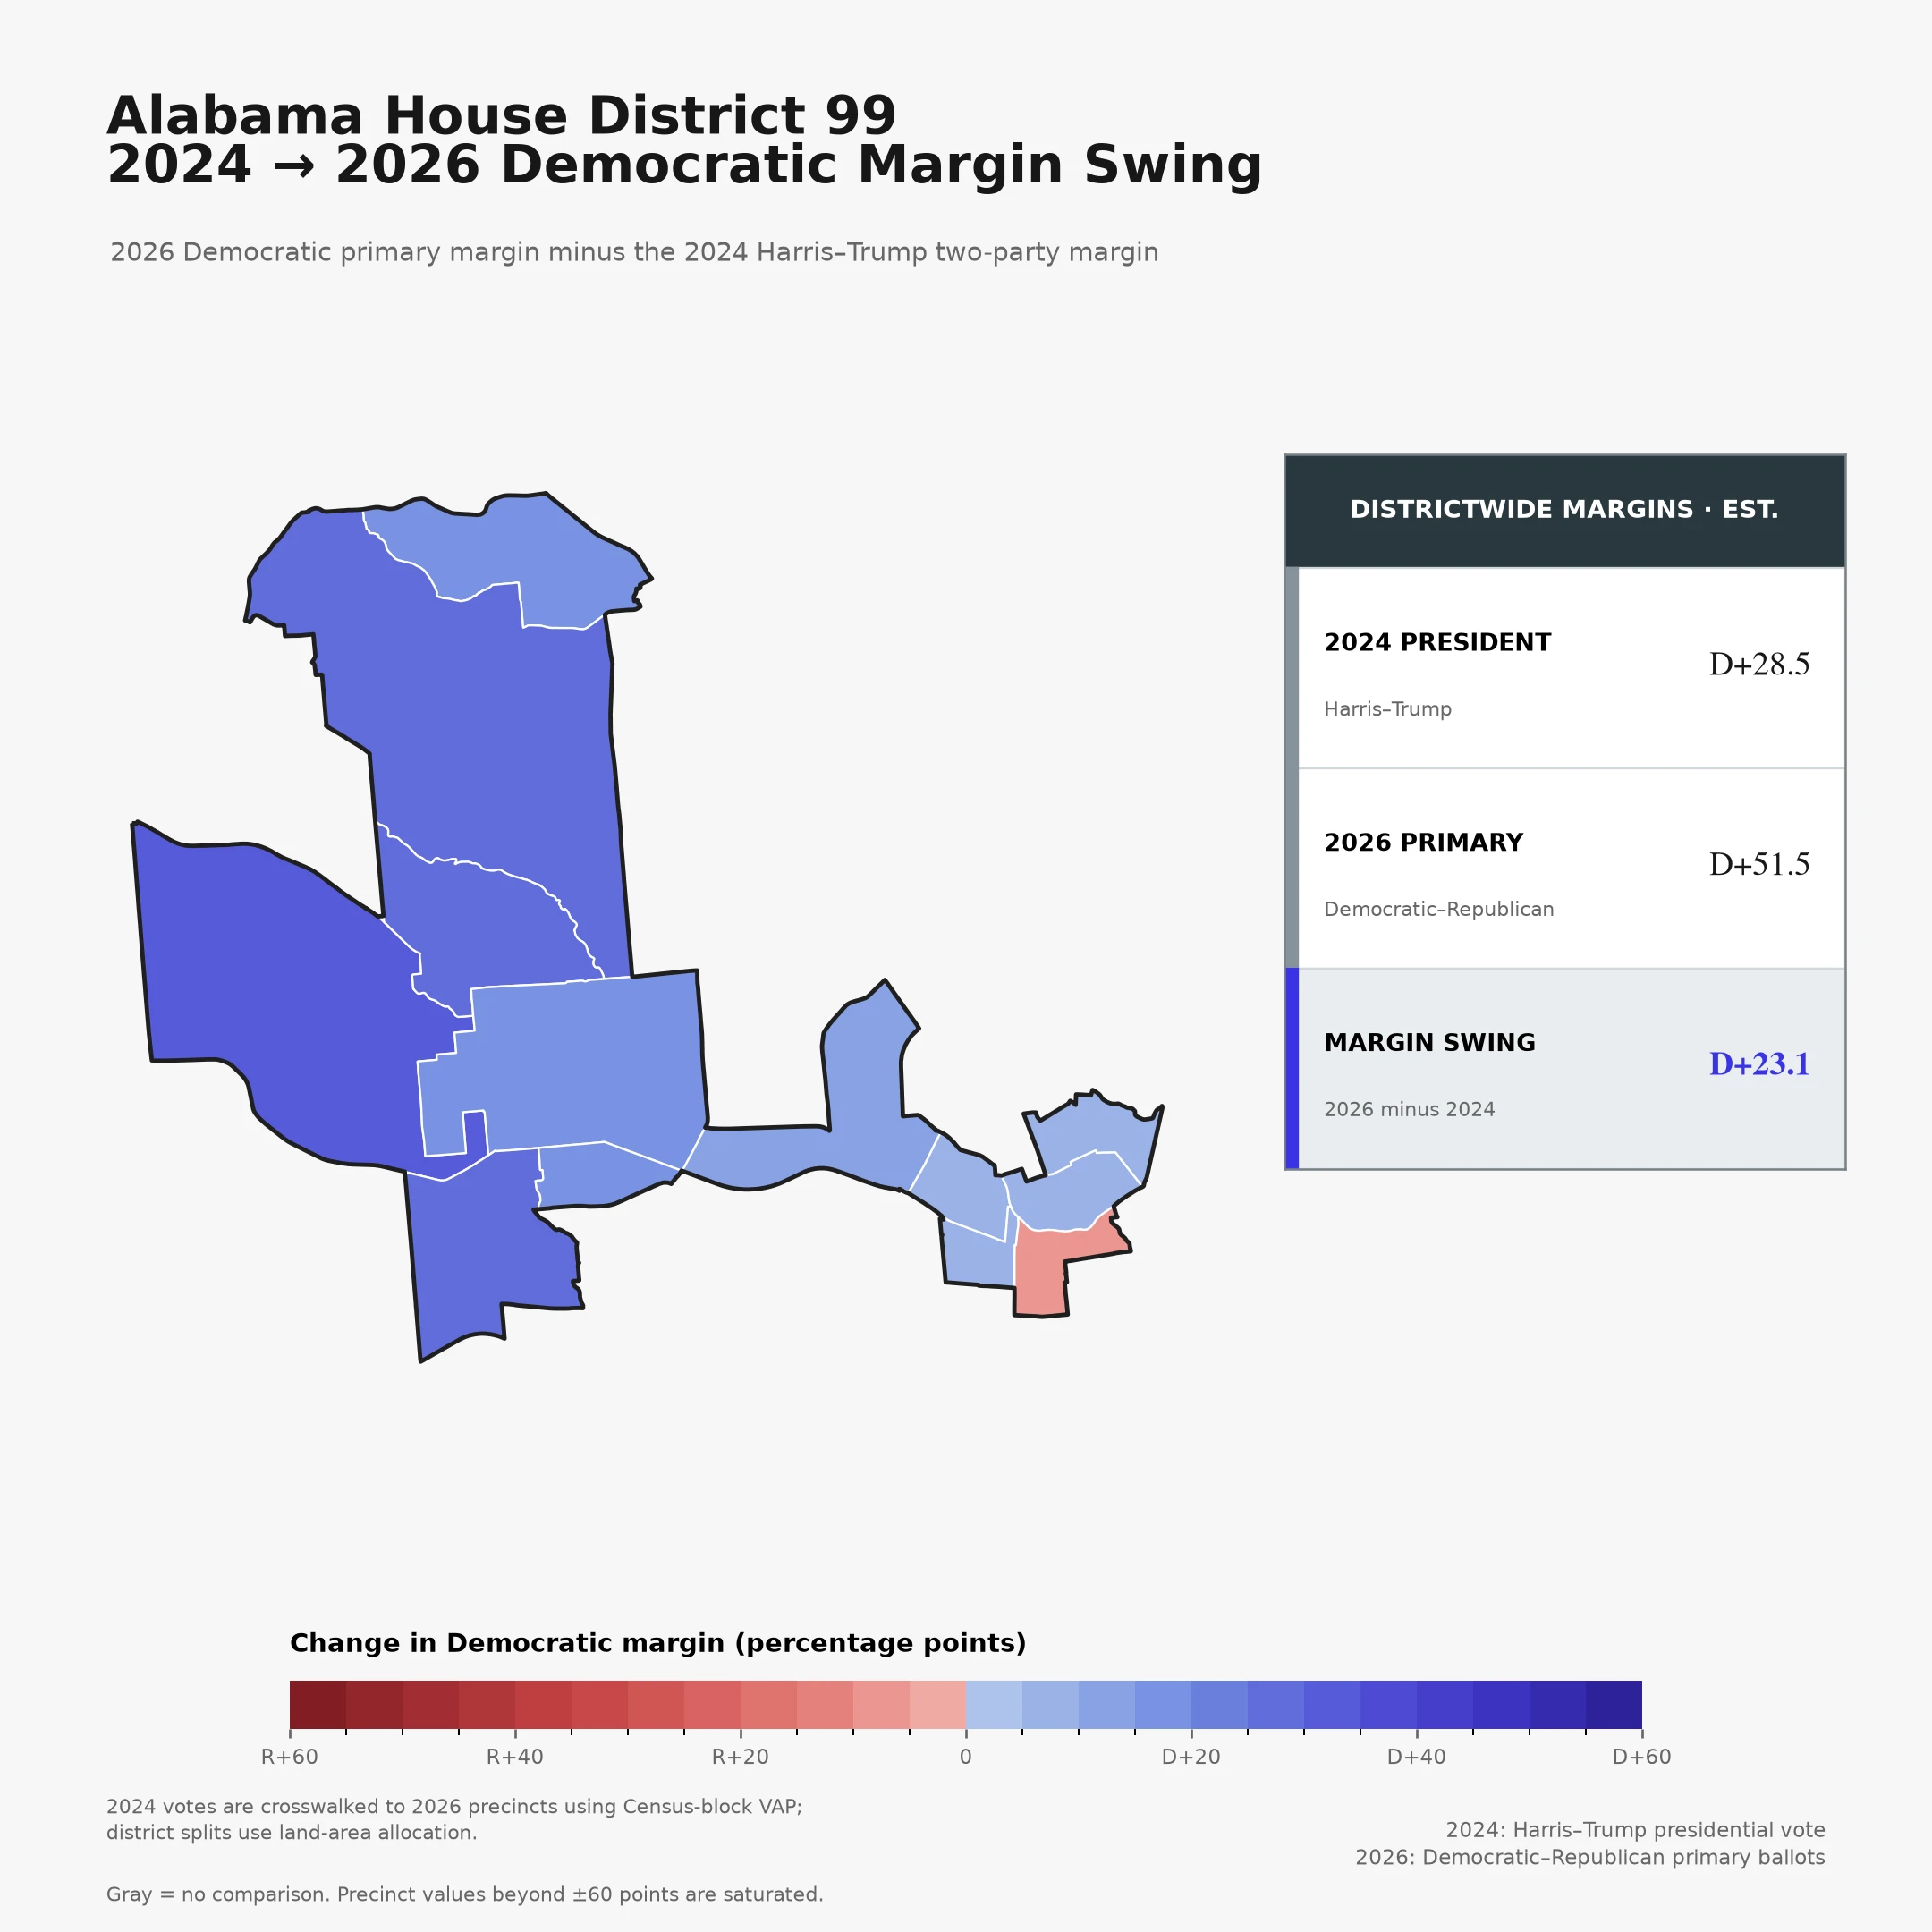 Alabama House District 99
2024 → 2026 Democratic Margin Swing
2026 Democratic primary margin minus the 2024 Harris–Trump two-party margin
DISTRICTWIDE MARGINS · EST.
2024 PRESIDENT
D+28.5
Harris–Trump
2026 PRIMARY
D+51.5
Democratic–Republican
MARGIN SWING
D+23.1
2026 minus 2024
Change in Democratic margin (percentage points)
R+60 R+40 R+20 0 D+20 D+40 D+60
2024 votes are crosswalked to 2026 precincts using Census-block VAP;
district splits use land-area allocation.
Gray = no comparison. Precinct values beyond ±60 points are saturated.
2024: Harris–Trump presidential vote
2026: Democratic–Republican primary ballots